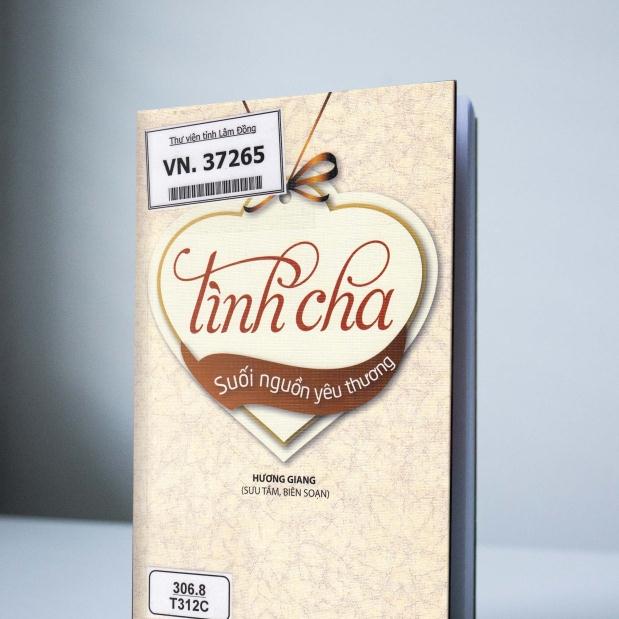 Thư viện tỉnh Lâm Đồng
VN. 37265
tình cha
Suối nguồn yêu thương
HƯƠNG GIANG
(SƯU TẦM, BIÊN SOẠN)
306.8
T312C